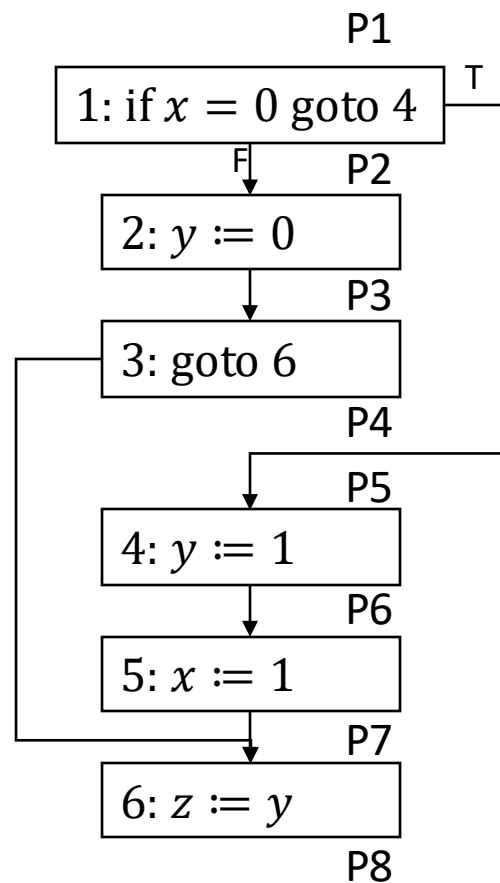 P1
T
1: if x = 0 goto 4
F
P2
2: y := 0
P3
3: goto 6
P4
P5
4: y := 1
P6
5: x := 1
P7
6: z := y
P8